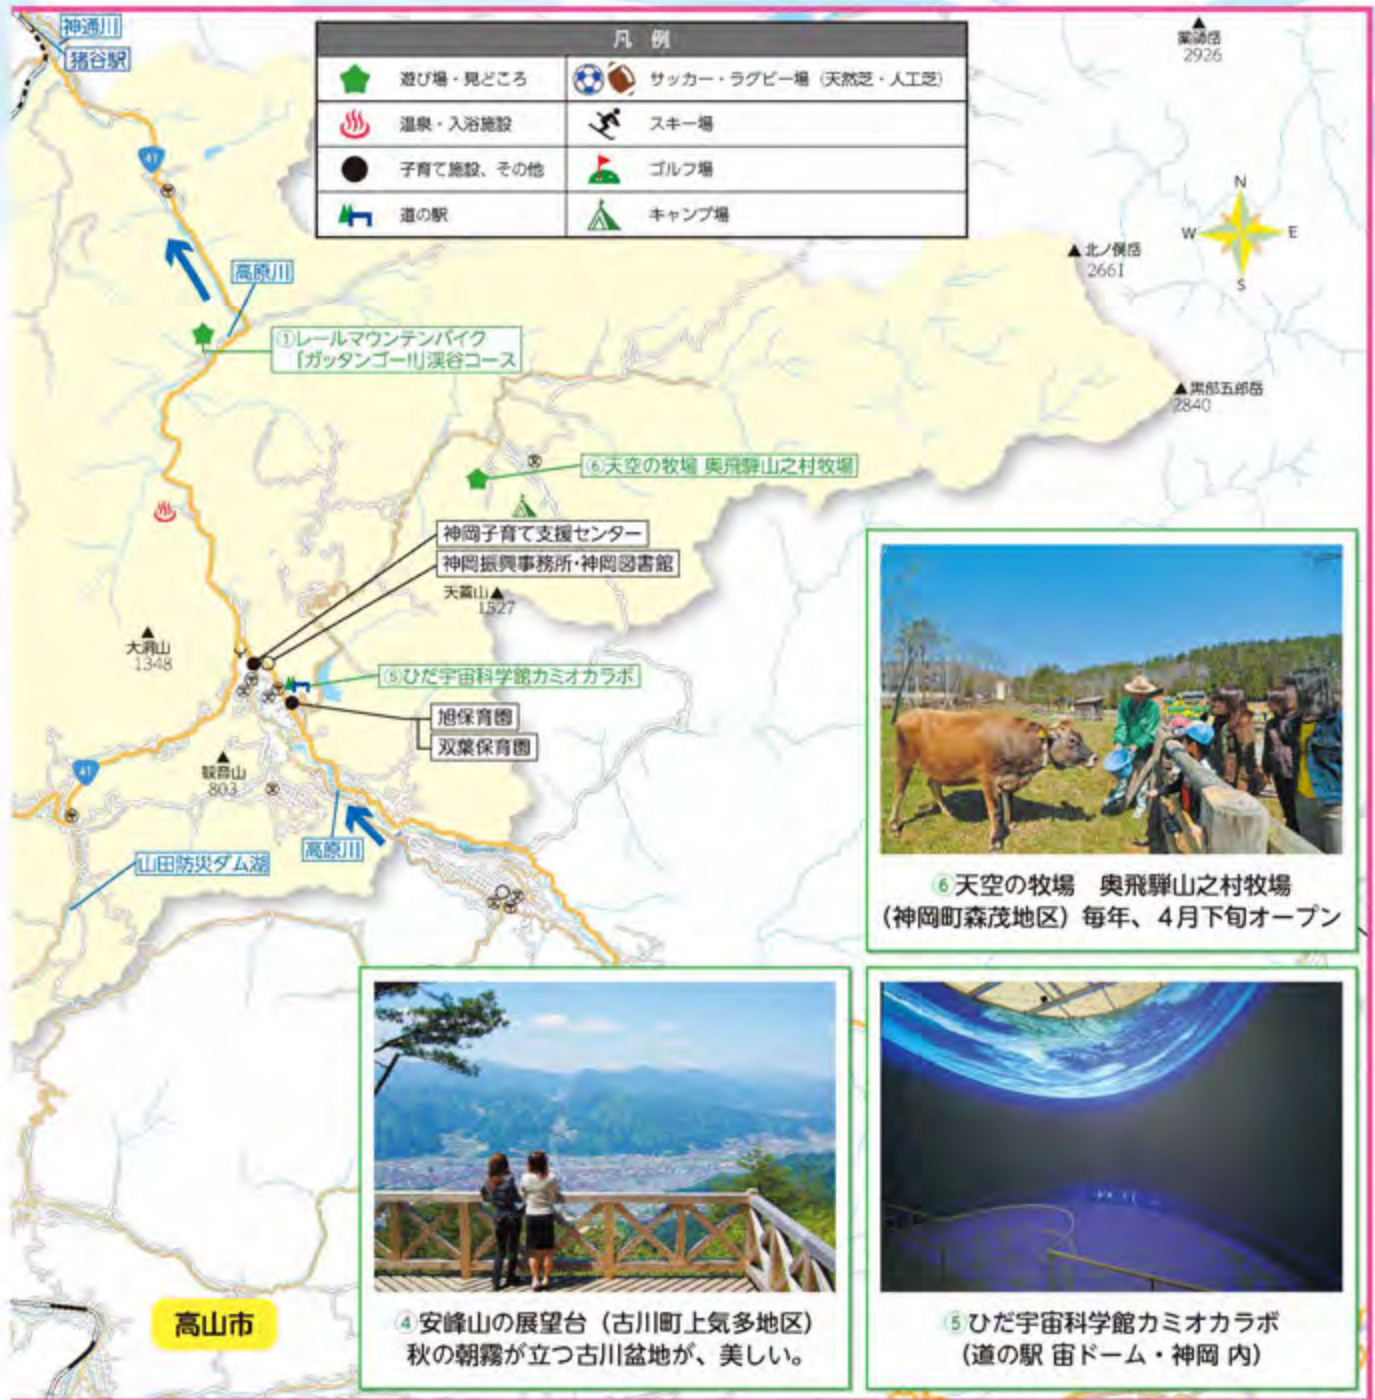 神通川
猪谷駅
凡 例
遊び場・見どころ
サッカー・ラグビー場（天然芝・人工芝）
温泉・入浴施設
スキー場
子育て施設、その他
ゴルフ場
道の駅
キャンプ場
薬師岳
2926
N
W
E
S
北ノ俣岳
2661
41
高原川
①レールマウンテンバイク
「ガッタンゴー!!」渓谷コース
黒部五郎岳
2840
⑥天空の牧場 奥飛騨山之村牧場
神岡子育て支援センター
神岡振興事務所・神岡図書館
天蓋山
1527
大洞山
1348
⑤ひだ宇宙科学館カミオカラボ
旭保育園
双葉保育園
41
観音山
803
高原川
山田防災ダム湖
⑥天空の牧場　奥飛騨山之村牧場
（神岡町森茂地区）毎年、４月下旬オープン
④安峰山の展望台（古川町上気多地区）
秋の朝霧が立つ古川盆地が、美しい。
⑤ひだ宇宙科学館カミオカラボ
（道の駅 宙ドーム・神岡 内）
高山市